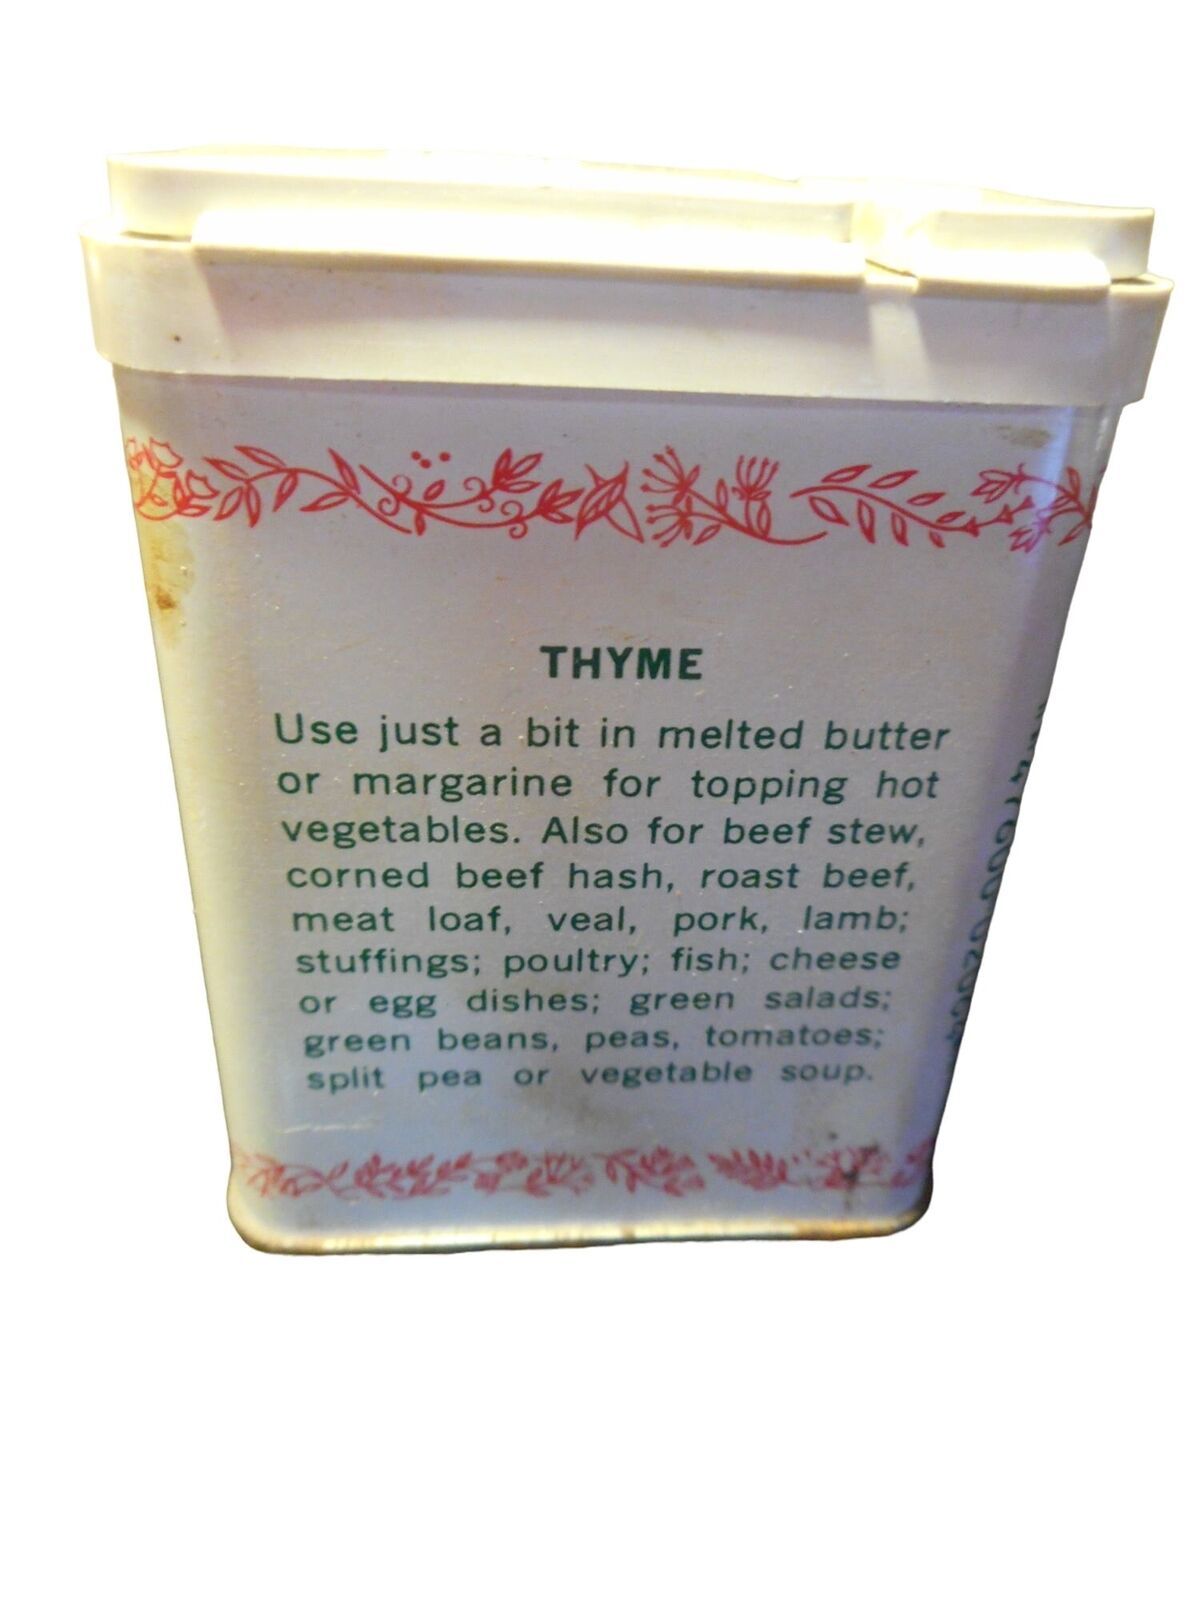 THYME
Use just a bit in melted butter
or margarine for topping hot
vegetables. Also for beef stew,
corned beef hash, roast beef,
meat loaf, veal, pork, lamb;
stuffings; poultry; fish; cheese
or egg dishes; green salads;
green beans, peas, tomatoes;
split pea or vegetable soup.